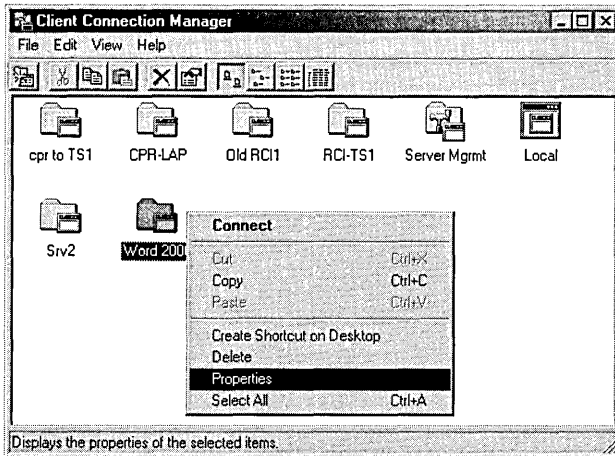 Client Connection Manager
File Edit View Help
cpr to TS1 CPR-LAP Old RCI1 RCI-TS1 Server Mgmt Local
Srv2 Word 200
Connect
Cut Ctrl+X
Copy Ctrl+C
Paste Ctrl+V
Create Shortcut on Desktop
Delete
Properties
Select All Ctrl+A
Displays the properties of the selected items.